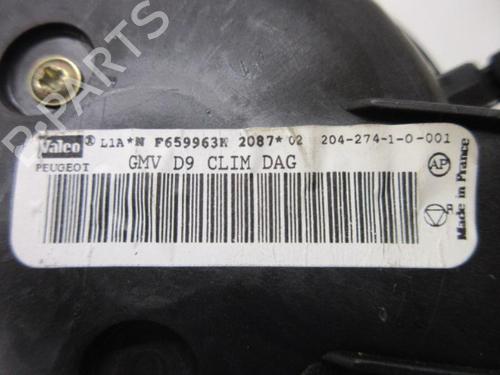 Valeo® L1A*N F659963N 2087*02 204-274-1-0-001
PEUGEOT GMV D9 CLIM DAG
AP
Made in France
B-PARTS